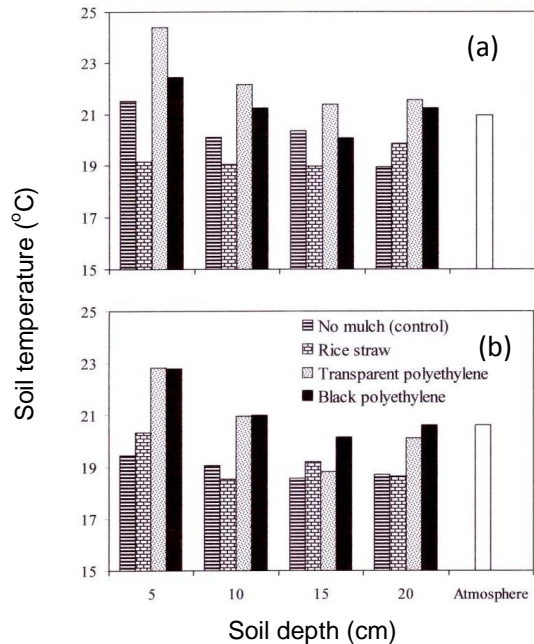 25
(a)
23
21
19
17
15
25
No mulch (control)
(b)
Rice straw
23
Transparent polyethylene
Black polyethylene
21
19
17
15
5 10 15 20 Atmosphere
Soil depth (cm)
Soil temperature (°C)